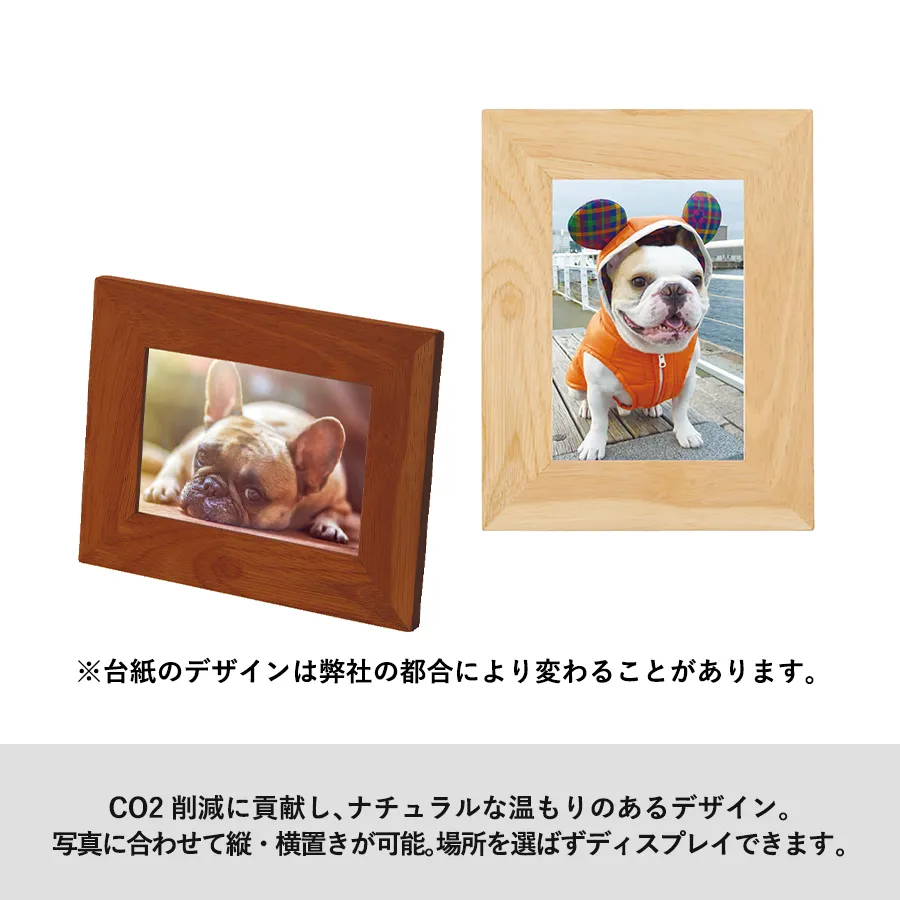 ※台紙のデザインは弊社の都合により変わることがあります。
CO2 削減に貢献し、ナチュラルな温もりのあるデザイン。
写真に合わせて縦・横置きが可能。場所を選ばずディスプレイできます。